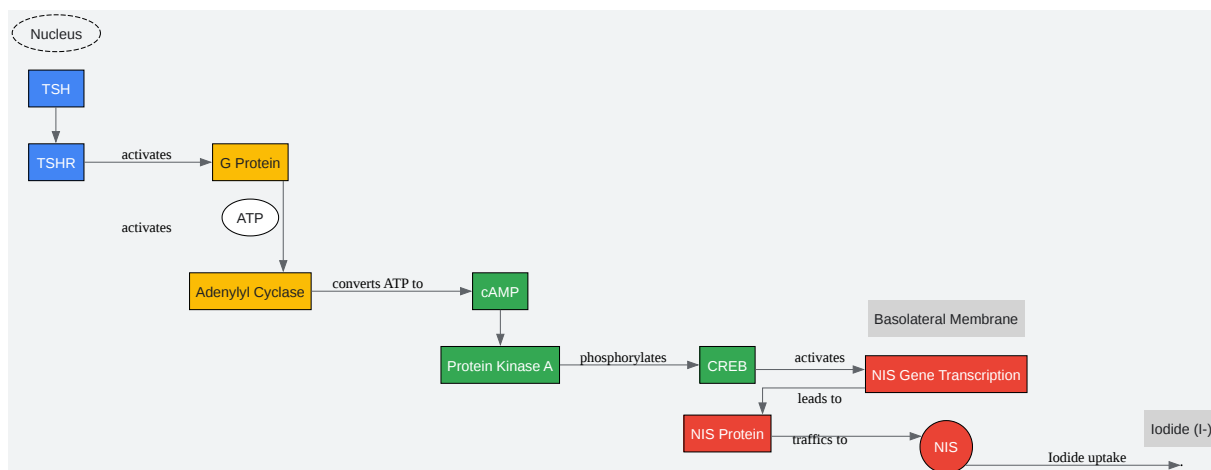 Nucleus
TSH
TSHR
activates
G Protein
activates
ATP
Adenylyl Cyclase
converts ATP to
cAMP
Basolateral Membrane
Protein Kinase A
phosphorylates
CREB
activates
NIS Gene Transcription
leads to
NIS Protein
traffics to
NIS
Iodide (I-)
Iodide uptake